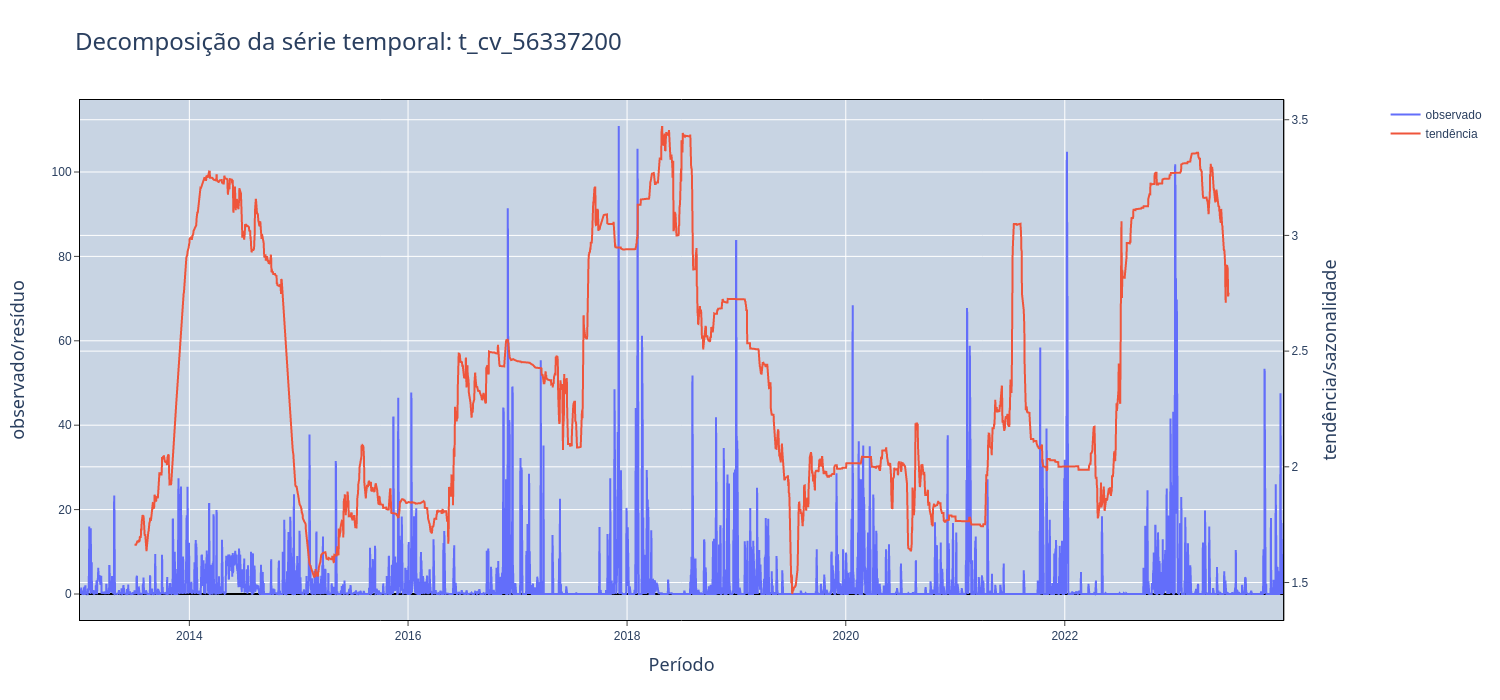 Decomposição da série temporal: t_cv_56337200
observado
tendência
observado/resíduo
100
80
60
40
20
0
3.5
3
2.5
2
1.5
tendência/sazonalidade
2014
2016
2018
2020
2022
Período